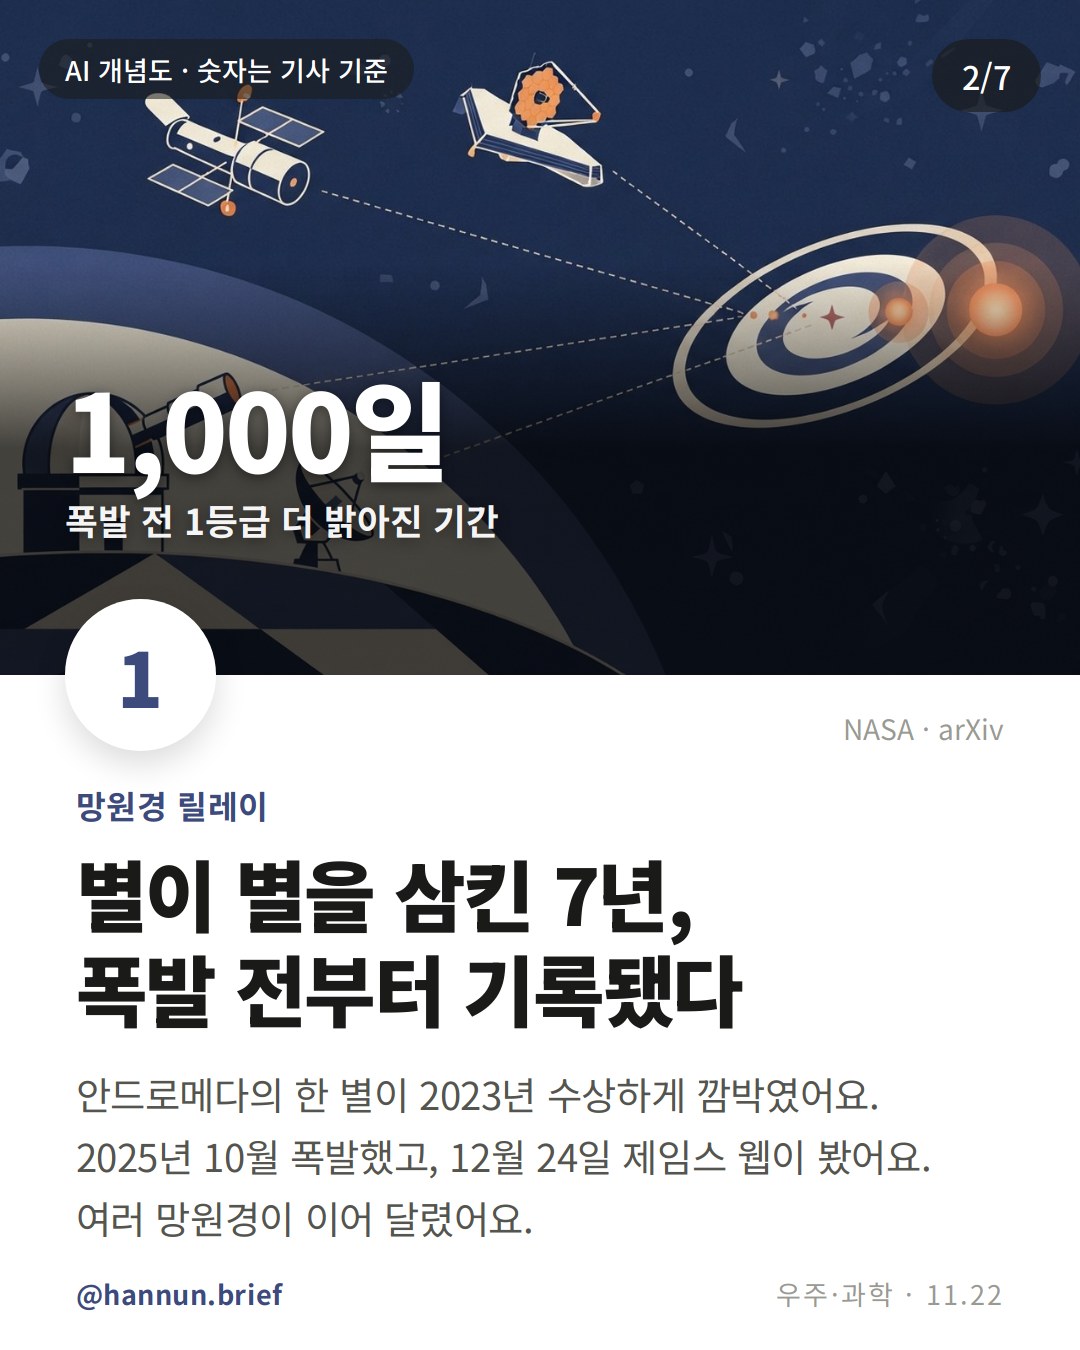 AI 개념도 · 숫자는 기사 기준
2/7
1,000일
폭발 전 1등급 더 밝아진 기간
1
NASA · arXiv
망원경 릴레이
별이 별을 삼킨 7년,
폭발 전부터 기록됐다
안드로메다의 한 별이 2023년 수상하게 깜박였어요.
2025년 10월 폭발했고, 12월 24일 제임스 웹이 봤어요.
여러 망원경이 이어 달렸어요.
@hannun.brief
우주·과학 · 11.22